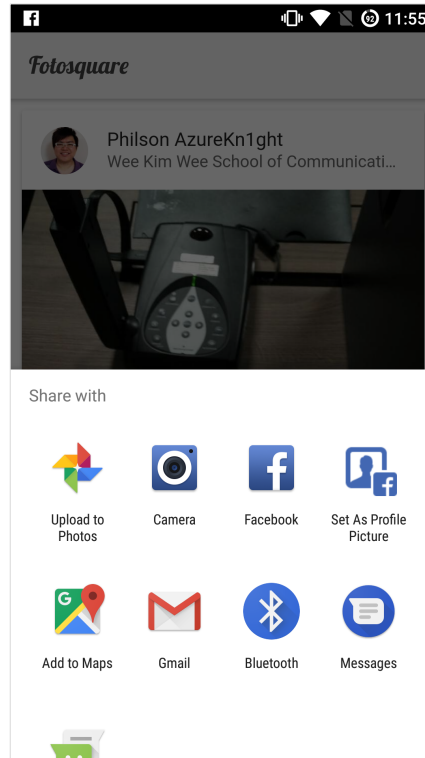 92 11:55
Fotosquare
Philson AzureKn1ght
Wee Kim Wee School of Communicati...
Share with
Upload to
Photos
Camera
Facebook
Set As Profile
Picture
Add to Maps
Gmail
Bluetooth
Messages